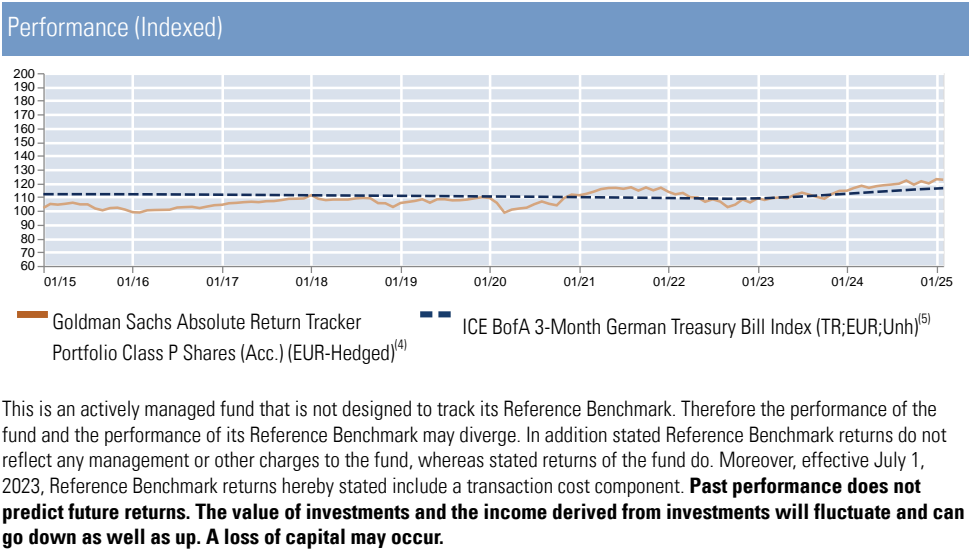 Performance (Indexed)
200
190
180
170
160
150
140
130
120
110
100
90
80
70
60
01/15 01/16 01/17 01/18 01/19 01/20 01/21 01/22 01/23 01/24 01/25
Goldman Sachs Absolute Return Tracker
Portfolio Class P Shares (Acc.) (EUR-Hedged)(4)
ICE BofA 3-Month German Treasury Bill Index (TR;EUR;Unh)(5)
This is an actively managed fund that is not designed to track its Reference Benchmark. Therefore the performance of the
fund and the performance of its Reference Benchmark may diverge. In addition stated Reference Benchmark returns do not
reflect any management or other charges to the fund, whereas stated returns of the fund do. Moreover, effective July 1,
2023, Reference Benchmark returns hereby stated include a transaction cost component. Past performance does not
predict future returns. The value of investments and the income derived from investments will fluctuate and can
go down as well as up. A loss of capital may occur.